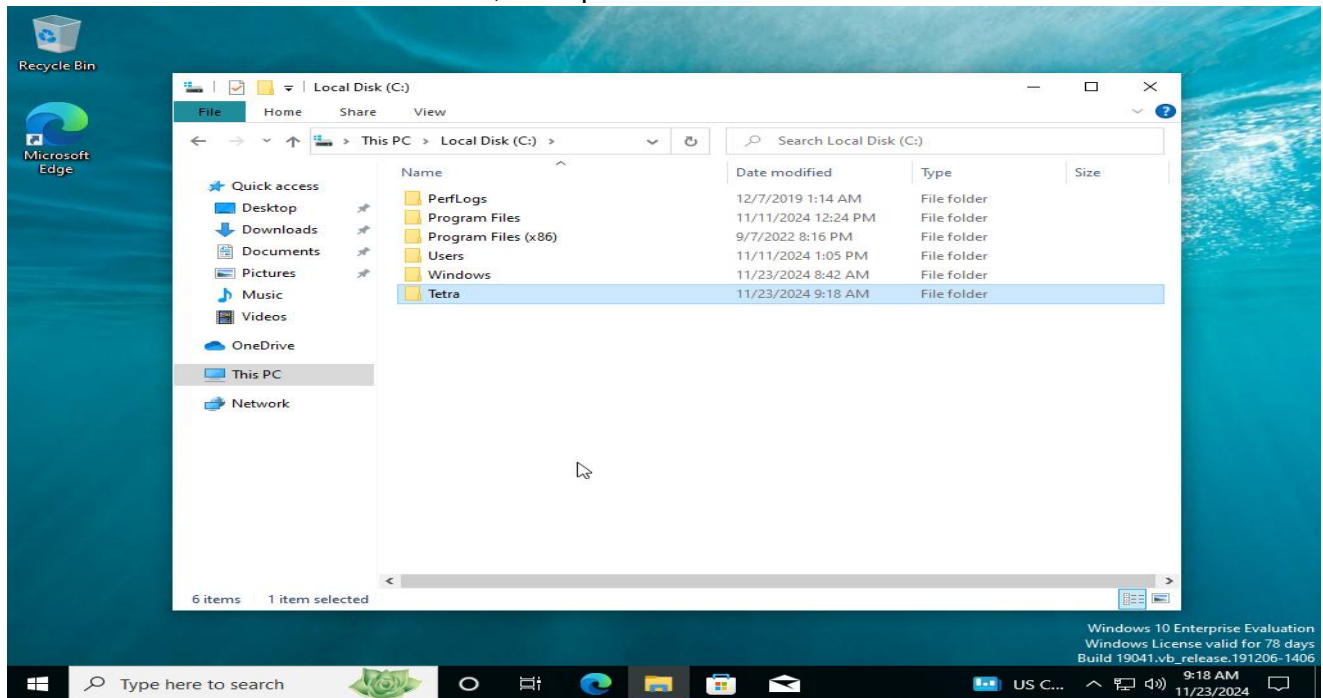 Recycle Bin
Microsoft
Edge
Local Disk (C:)
File Home Share View
This PC > Local Disk (C:) >
Search Local Disk (C:)
Name Date modified Type Size
Quick access
Desktop
Downloads
Documents
Pictures
Music
Videos
OneDrive
This PC
Network
PerfLogs 12/7/2019 1:14 AM File folder
Program Files 11/11/2024 12:24 PM File folder
Program Files (x86) 9/7/2022 8:16 PM File folder
Users 11/11/2024 1:05 PM File folder
Windows 11/23/2024 8:42 AM File folder
Tetra 11/23/2024 9:18 AM File folder
6 items 1 item selected
Windows 10 Enterprise Evaluation
Windows License valid for 78 days
Build 19041.vb_release.191206-1406
Type here to search
US C...
9:18 AM
11/23/2024